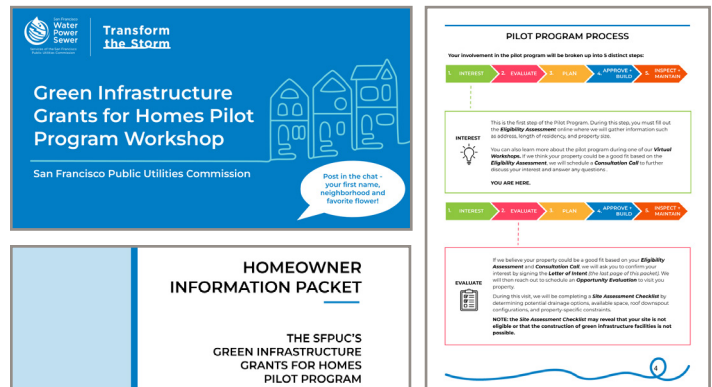 San Francisco
Water
Power
Sewer
Services of the San Francisco
Public Utilities Commission
Transform
the Storm
Green Infrastructure
Grants for Homes Pilot
Program Workshop
San Francisco Public Utilities Commission
Post in the chat -
your first name,
neighborhood and
favorite flower!
HOMEOWNER
INFORMATION PACKET
THE SFPUC'S
GREEN INFRASTRUCTURE
GRANTS FOR HOMES
PILOT PROGRAM
PILOT PROGRAM PROCESS
Your involvement in the pilot program will be broken up into 5 distinct steps:
1. INTEREST 2. EVALUATE 3. PLAN 4. APPROVE + BUILD 5. INSPECT + MAINTAIN
INTEREST
This is the first step of the Pilot Program. During this step, you must fill out
the Eligibility Assessment online where we will gather information such
as address, length of residency, and property size.
You can also learn more about the pilot program during one of our Virtual
Workshops. If we think your property could be a good fit based on the
Eligibility Assessment, we will schedule a Consultation Call to further
discuss your interest and answer any questions .
YOU ARE HERE.
1. INTEREST 2. EVALUATE 3. PLAN 4. APPROVE + BUILD 5. INSPECT + MAINTAIN
EVALUATE
If we believe your property could be a good fit based on your Eligibility
Assessment and Consultation Call, we will ask you to confirm your
interest by signing the Letter of Intent (the last page of this packet). We
will then reach out to schedule an Opportunity Evaluation to visit you
property.
During this visit, we will be completing a Site Assessment Checklist by
determining potential drainage options, available space, roof downspout
configurations, and property-specific constraints.
NOTE: the Site Assessment Checklist may reveal that your site is not
eligible or that the construction of green infrastructure facilities is not
possible.
4